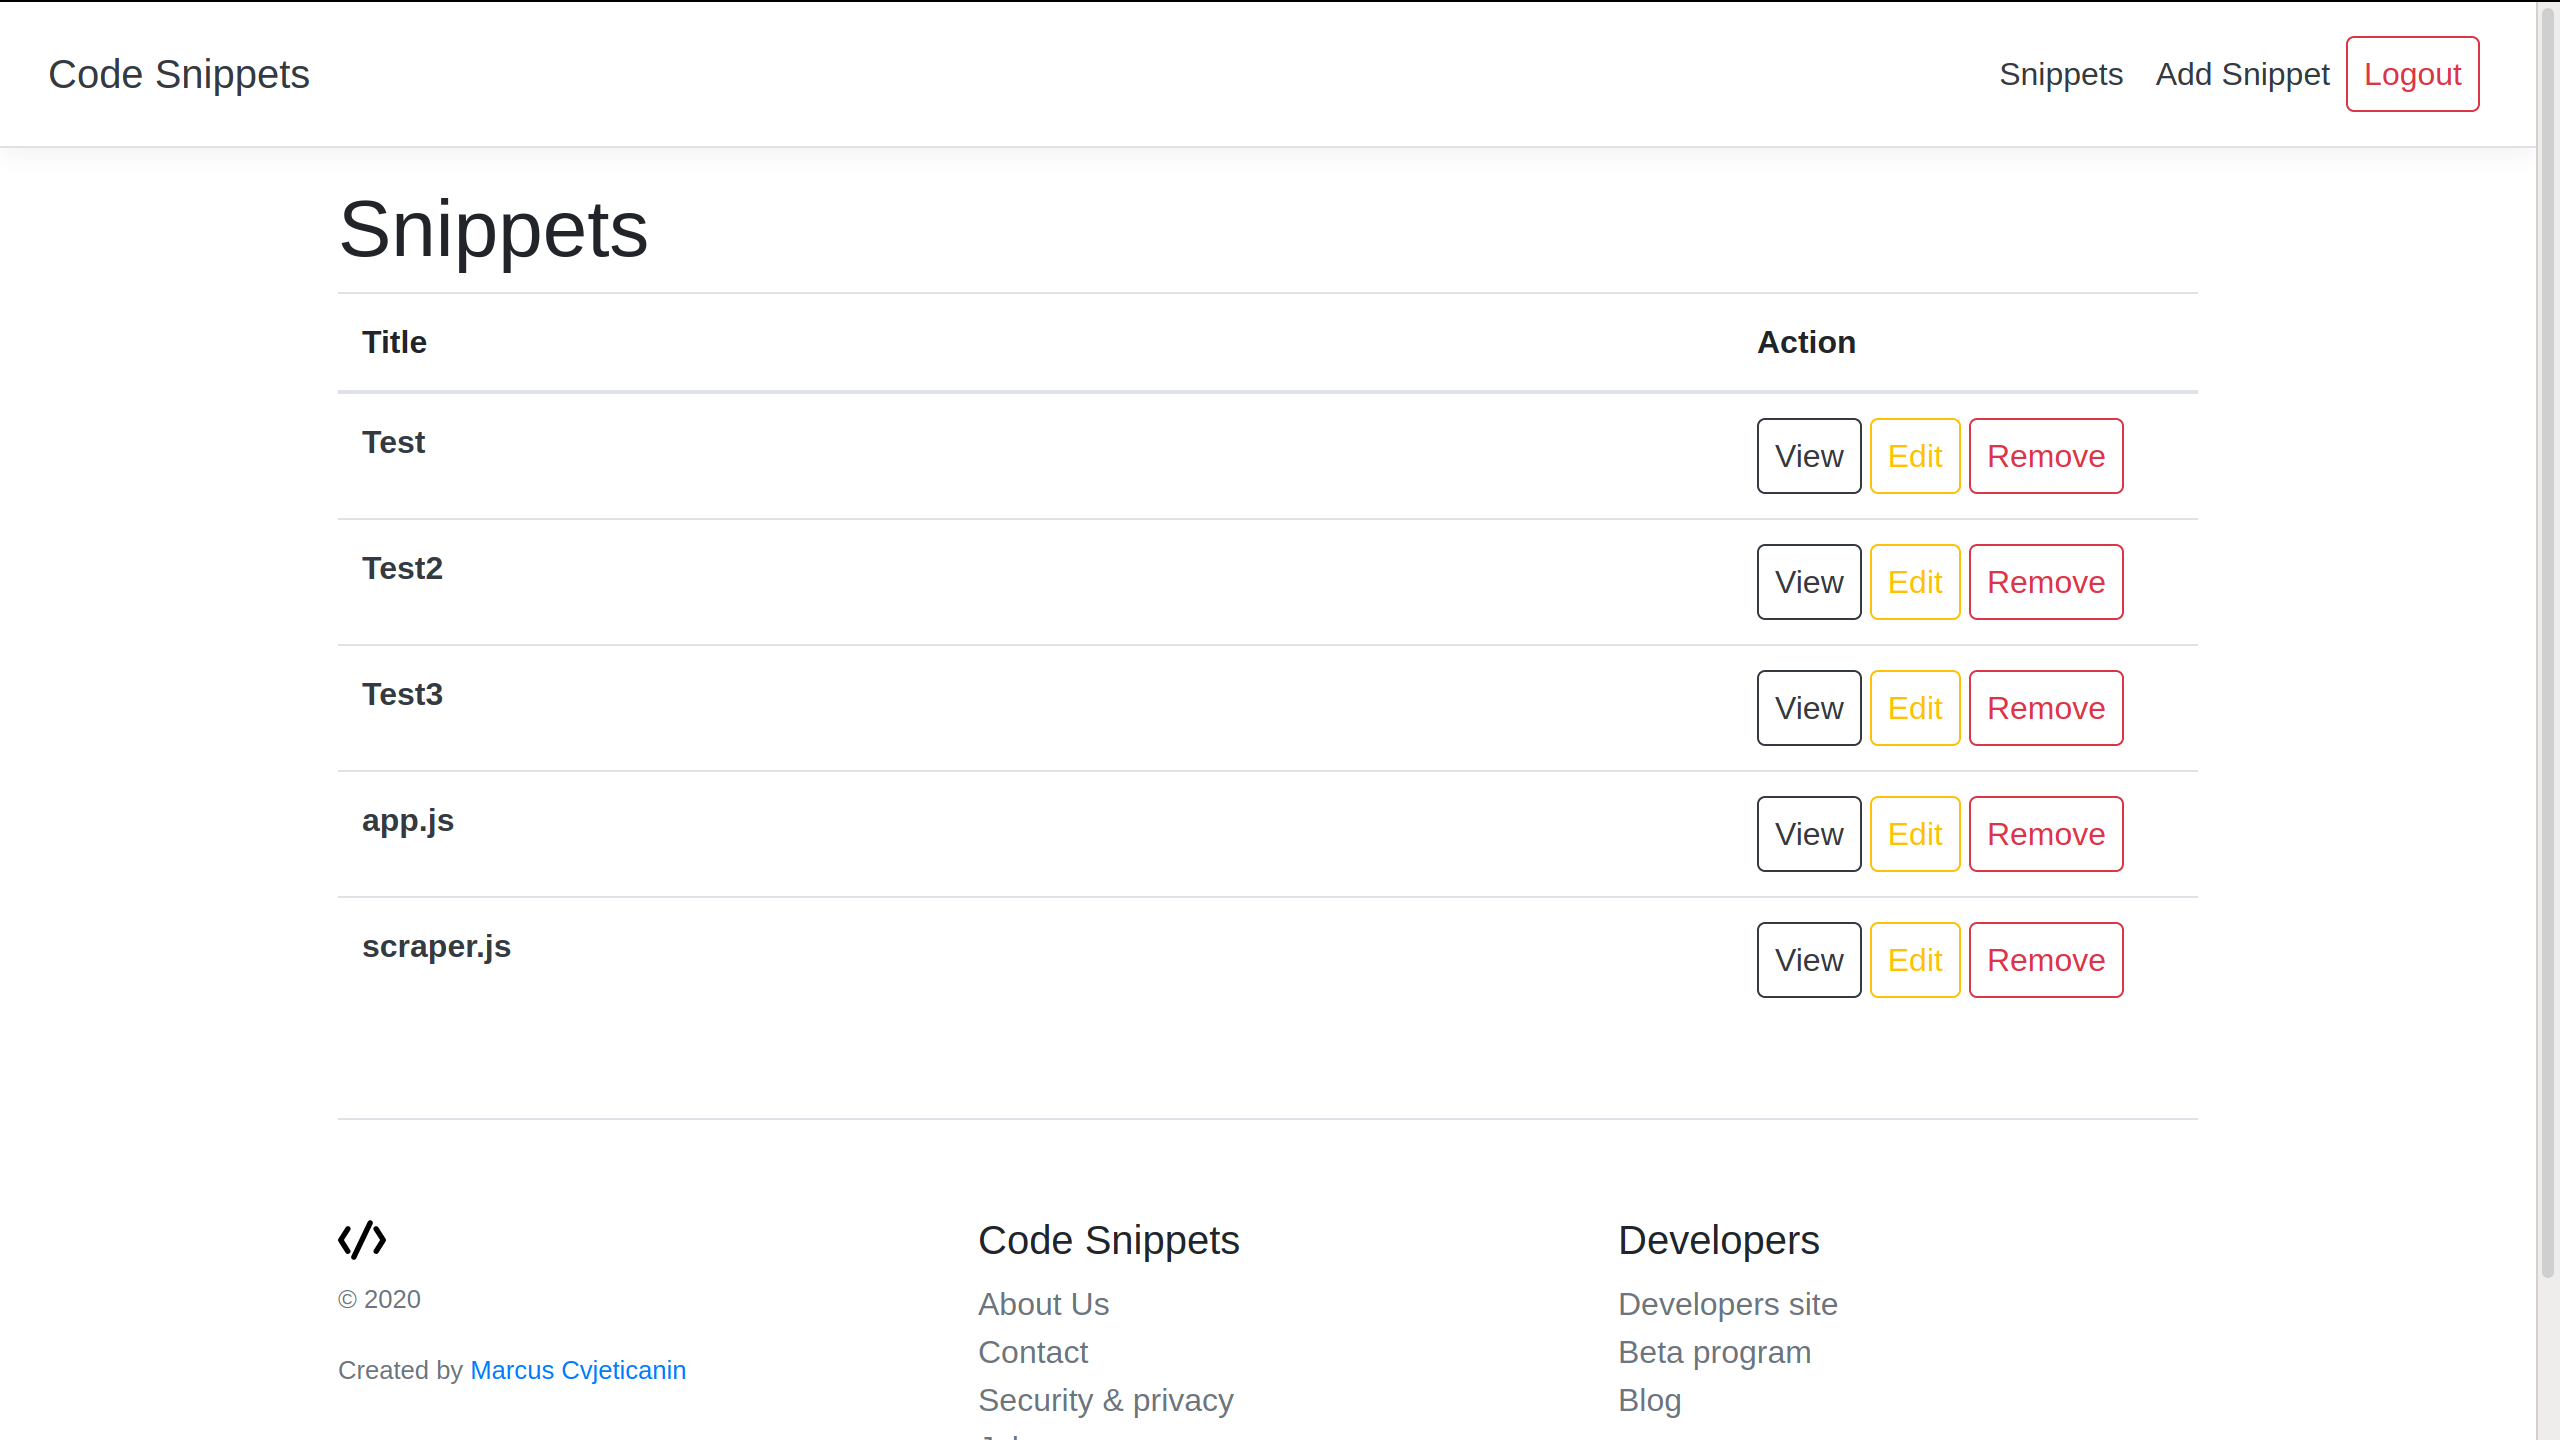 Code Snippets
Snippets Add Snippet Logout
Snippets
Title Action
Test View Edit Remove
Test2 View Edit Remove
Test3 View Edit Remove
app.js View Edit Remove
scraper.js View Edit Remove
© 2020
Created by Marcus Cvjeticanin
Code Snippets
About Us
Contact
Security & privacy
Developers
Developers site
Beta program
Blog